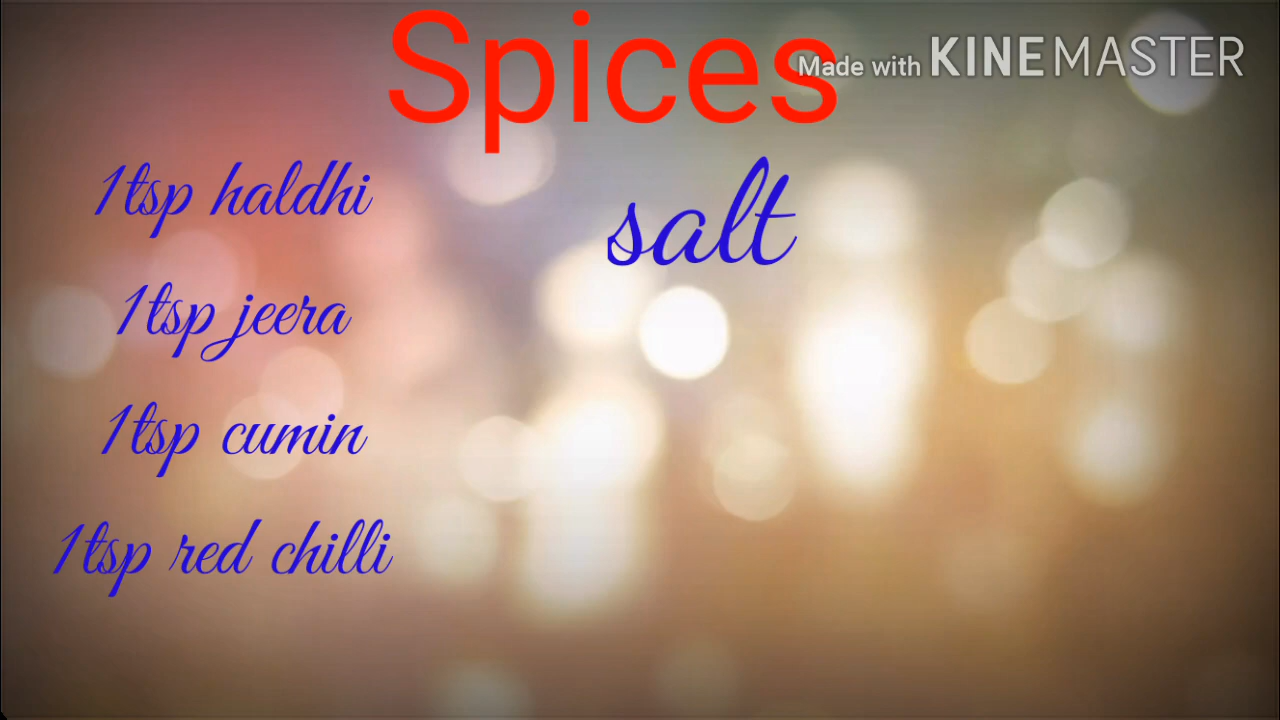 Spices
Made with KINEMASTER
1tsp haldhi
salt
1tsp jeera
1tsp cumin
1tsp red chilli